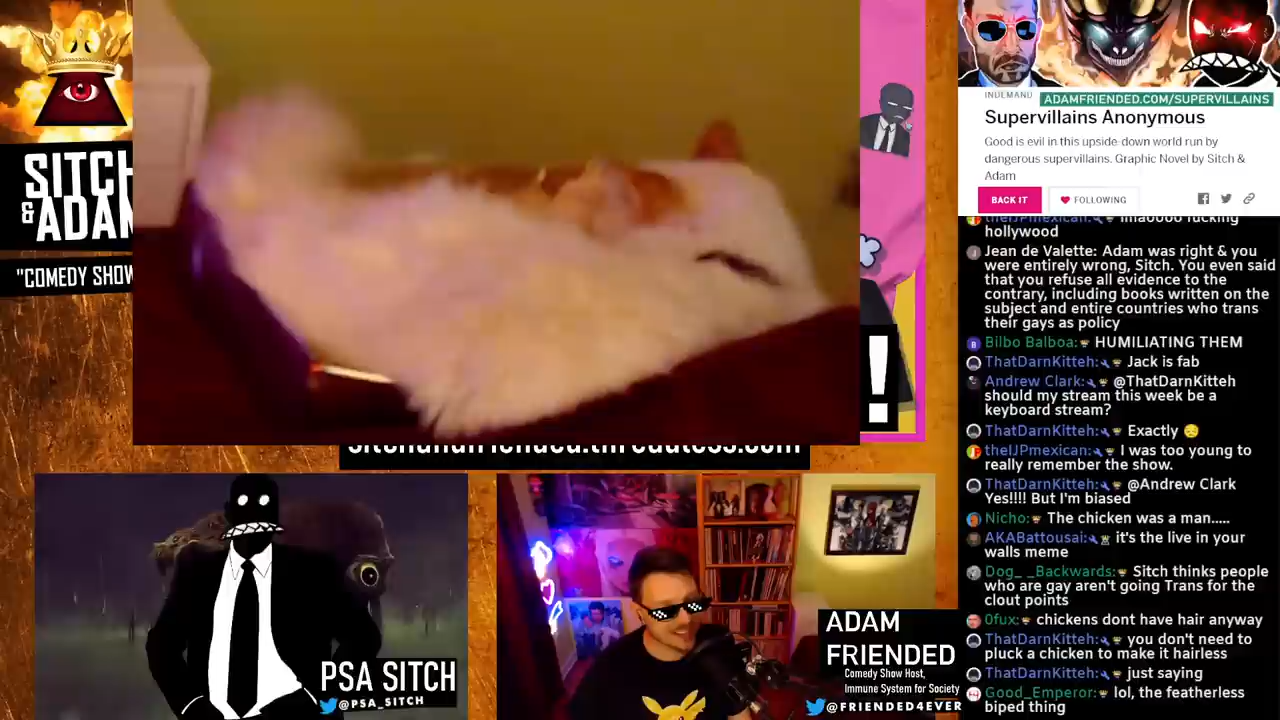 SITCH
& ADAM
"COMEDY SHOW
!
INDEMAND
ADAMFRIENDED.COM/SUPERVILLAINS
Supervillains Anonymous
Good is evil in this upside-down world run by
dangerous supervillains. Graphic Novel by Sitch &
Adam
BACK IT
FOLLOWING
theIJPmexican: lmaoooo fucking
hollywood
Jean de Valette: Adam was right & you
were entirely wrong, Sitch. You even said
that you refuse all evidence to the
contrary, including books written on the
subject and entire countries who trans
their gays as policy
Bilbo Balboa: HUMILIATING THEM
ThatDarnKitteh: Jack is fab
Andrew Clark: @ThatDarnKitteh
should my stream this week be a
keyboard stream?
ThatDarnKitteh: Exactly 😔
theIJPmexican: I was too young to
really remember the show.
ThatDarnKitteh: @Andrew Clark
Yes!!!! But I'm biased
Nicho: The chicken was a man.....
AKABattousai: it's the live in your
walls meme
Dog_ _Backwards: Sitch thinks people
who are gay aren't going Trans for the
clout points
0fux: chickens dont have hair anyway
ThatDarnKitteh: you don't need to
pluck a chicken to make it hairless
ThatDarnKitteh: just saying
Good_Emperor: lol, the featherless
biped thing
PSA SITCH
@PSA_SITCH
ADAM
FRIENDED
Comedy Show Host,
Immune System for Society
@FRIENDED4EVER